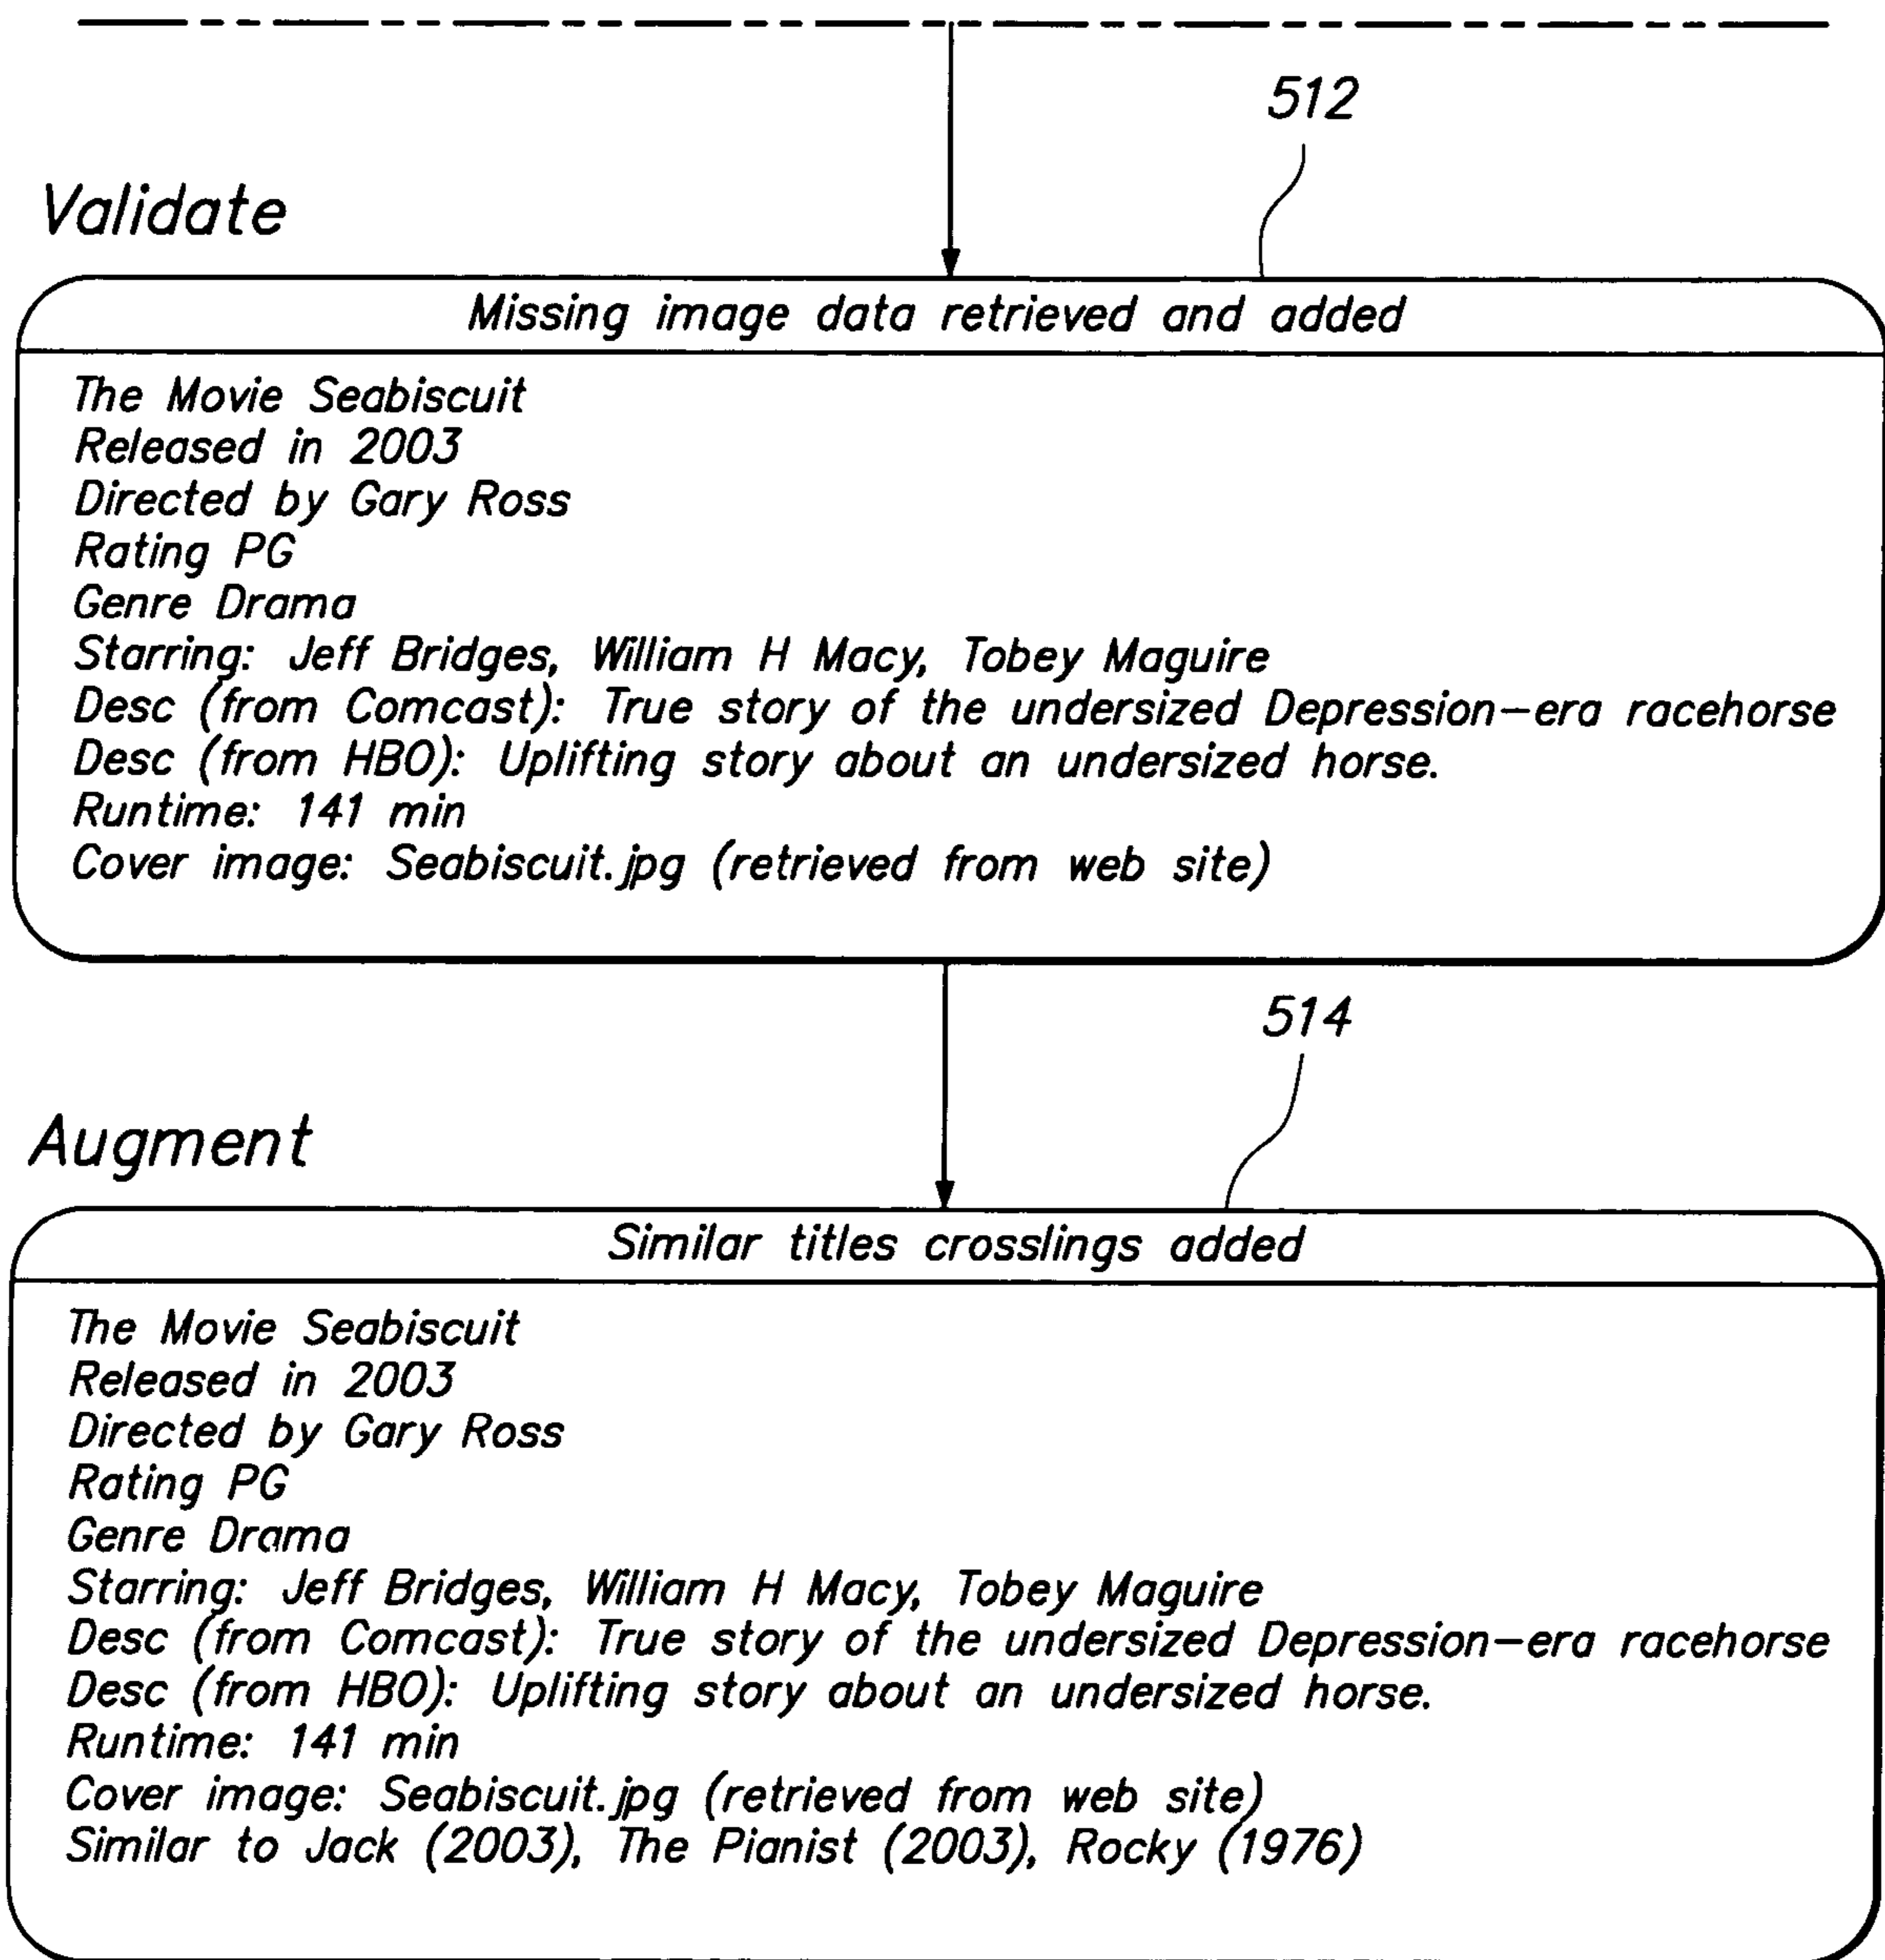 512
Validate
Missing image data retrieved and added
The Movie Seabiscuit
Released in 2003
Directed by Gary Ross
Rating PG
Genre Drama
Starring: Jeff Bridges, William H Macy, Tobey Maguire
Desc (from Comcast): True story of the undersized Depression-era racehorse
Desc (from HBO): Uplifting story about an undersized horse.
Runtime: 141 min
Cover image: Seabiscuit.jpg (retrieved from web site)
514
Augment
Similar titles crosslings added
The Movie Seabiscuit
Released in 2003
Directed by Gary Ross
Rating PG
Genre Drama
Starring: Jeff Bridges, William H Macy, Tobey Maguire
Desc (from Comcast): True story of the undersized Depression-era racehorse
Desc (from HBO): Uplifting story about an undersized horse.
Runtime: 141 min
Cover image: Seabiscuit.jpg (retrieved from web site)
Similar to Jack (2003), The Pianist (2003), Rocky (1976)